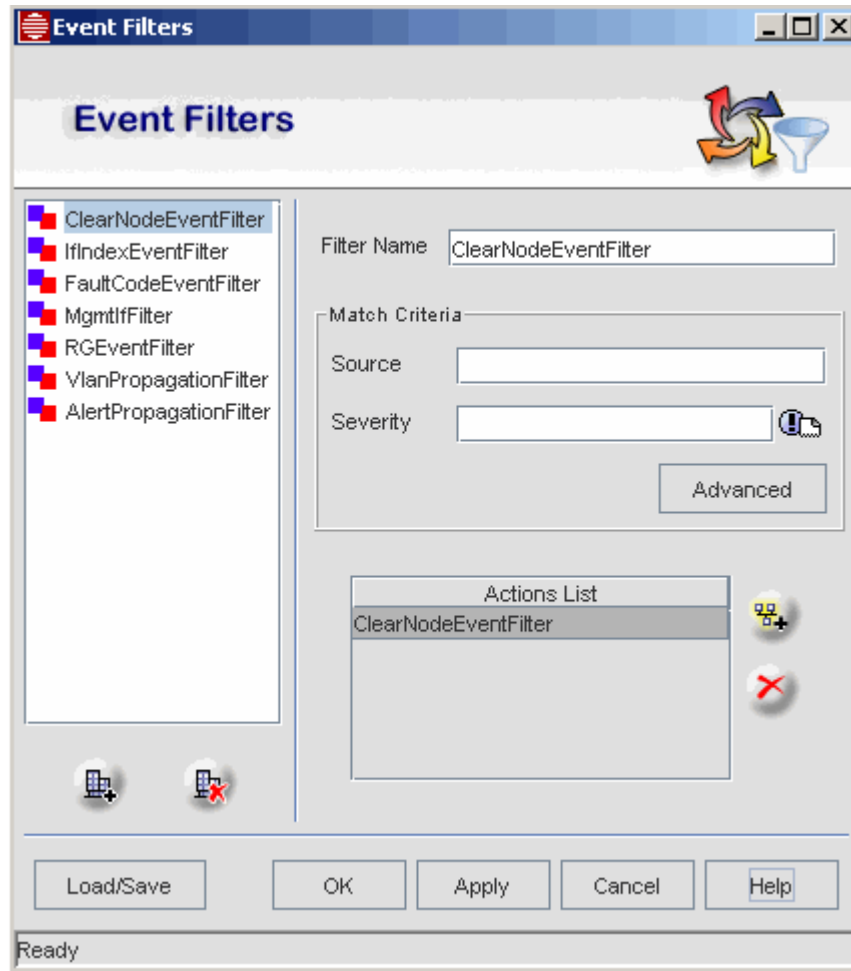 Event Filters
Event Filters
ClearNodeEventFilter
IfIndexEventFilter
FaultCodeEventFilter
MgmtIfFilter
RGEventFilter
VlanPropagationFilter
AlertPropagationFilter
Filter Name ClearNodeEventFilter
Match Criteria
Source
Severity
Advanced
Actions List
ClearNodeEventFilter
Load/Save OK Apply Cancel Help
Ready